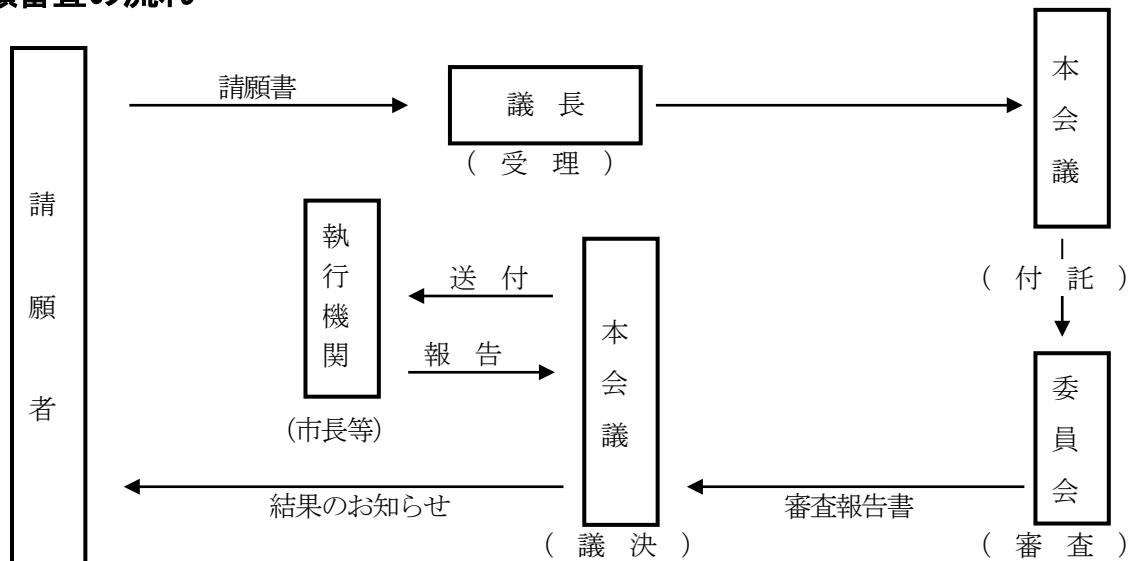 審査の流れ
請願書
議　長
（　受　理　）
本会議
請願者
執行機関
送　付
報　告
（市長等）
本会議
（　付　託　）
委員会
審査報告書
結果のお知らせ
（　議　決　）
（　審　査　）